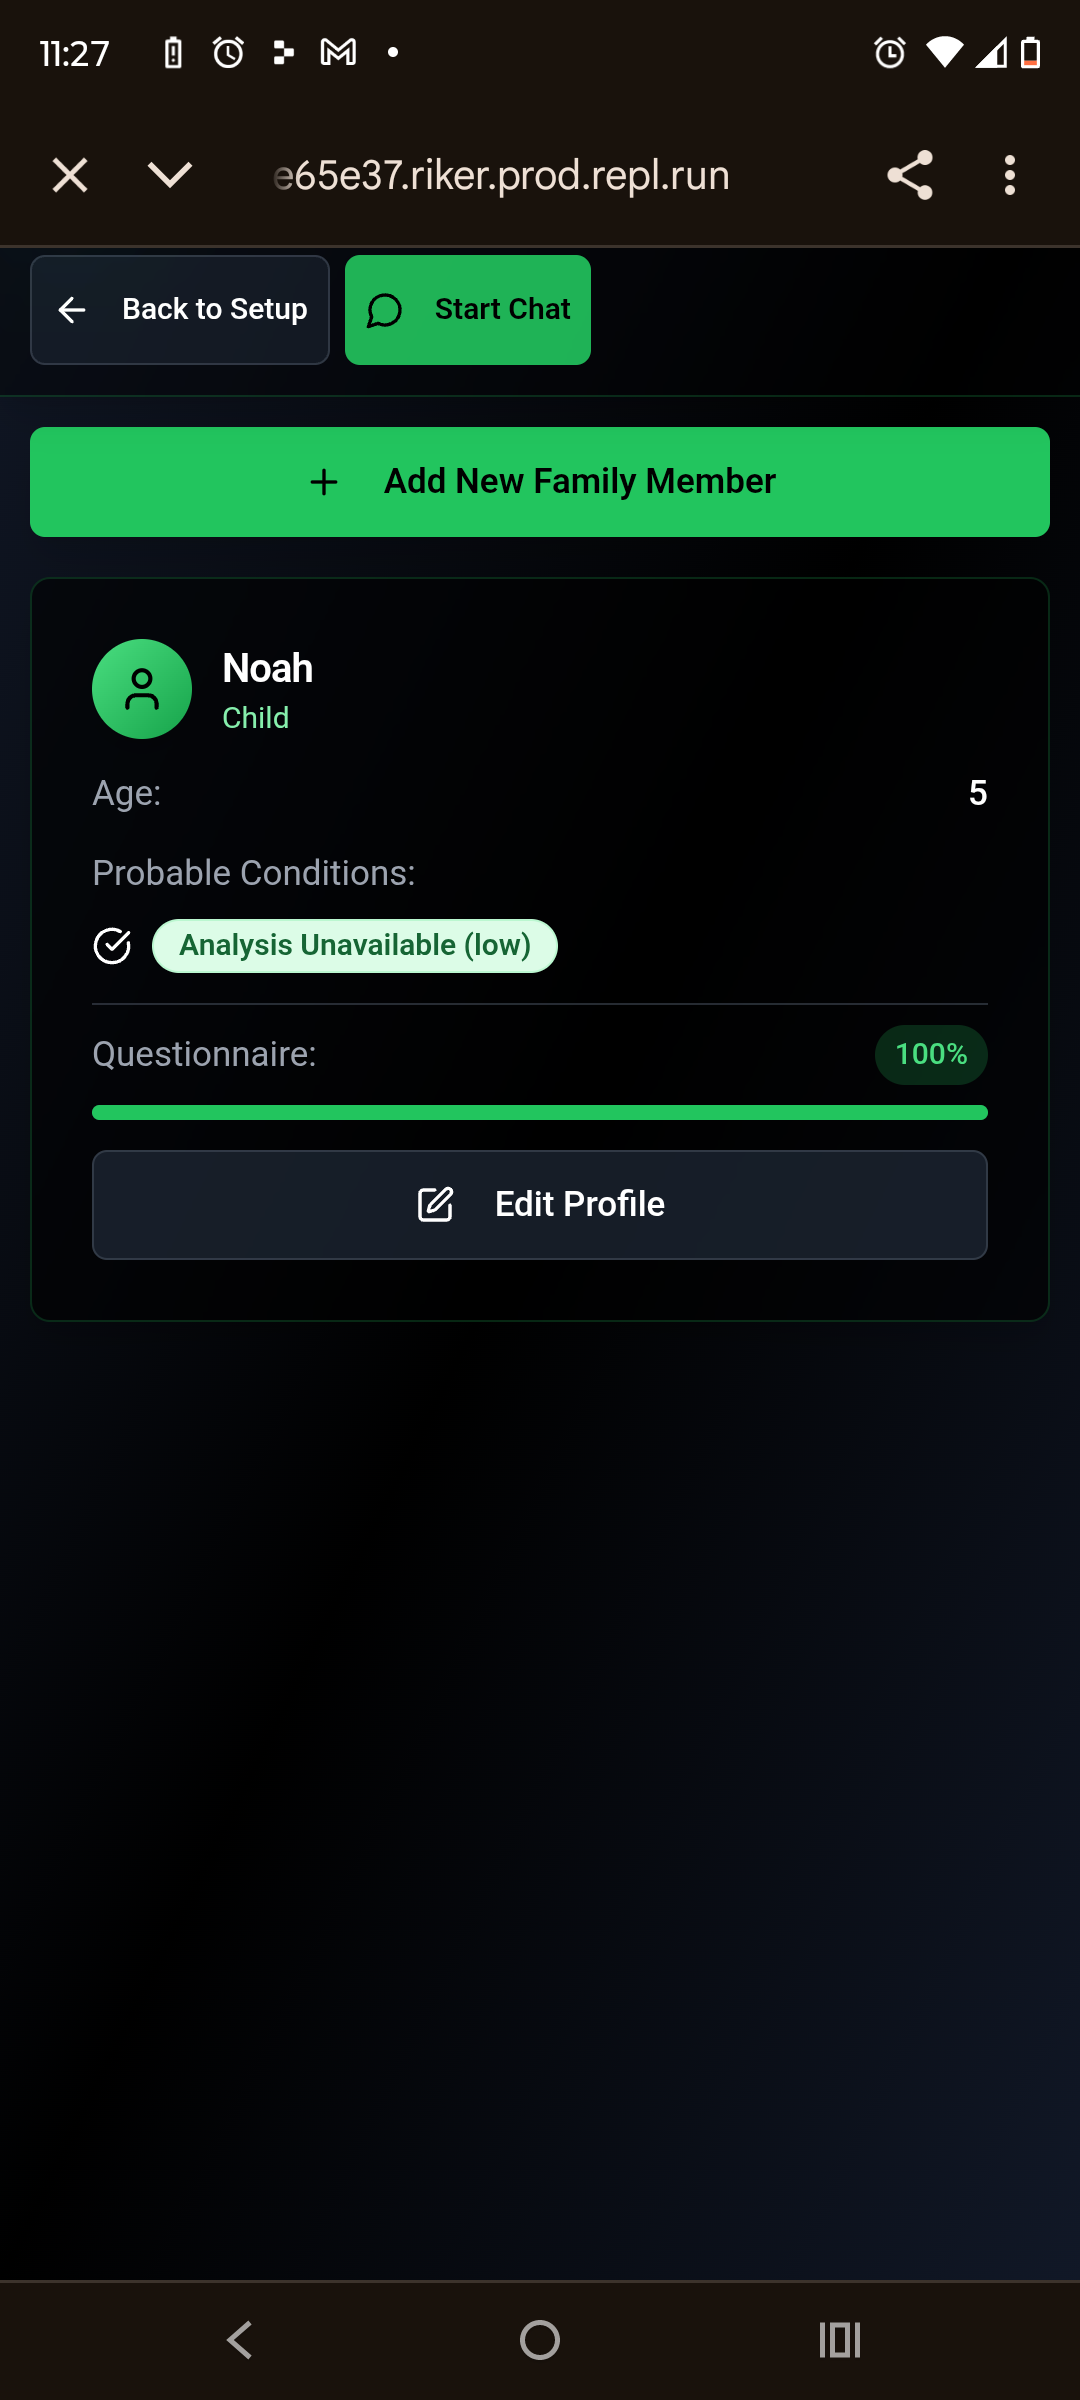 11:27
e65e37.riker.prod.repl.run
Back to Setup
Start Chat
Add New Family Member
Noah
Child
Age:
5
Probable Conditions:
Analysis Unavailable (low)
Questionnaire:
100%
Edit Profile